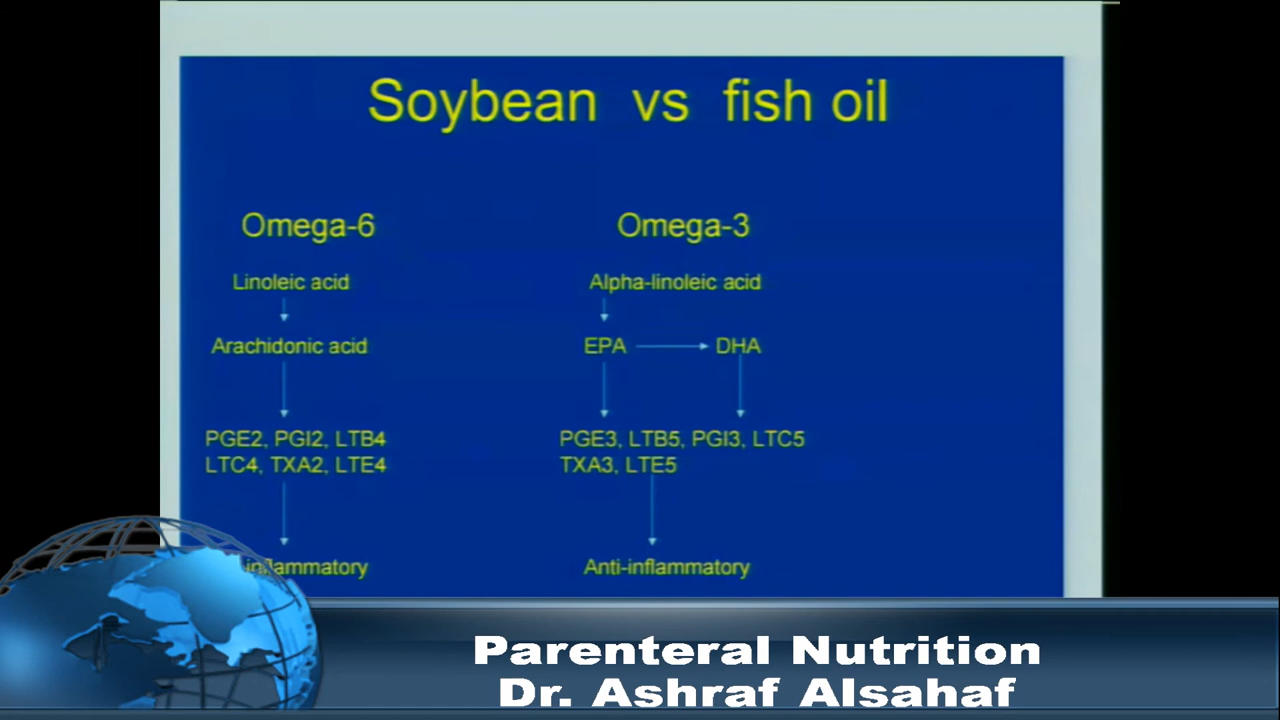 Soybean vs fish oil
Omega-6
Linoleic acid
Arachidonic acid
PGE2, PGI2, LTB4
LTC4, TXA2, LTE4
inflammatory
Omega-3
Alpha-linoleic acid
EPA
DHA
PGE3, LTB5, PGI3, LTC5
TXA3, LTE5
Anti-inflammatory
Parenteral Nutrition
Dr. Ashraf Alsahaf